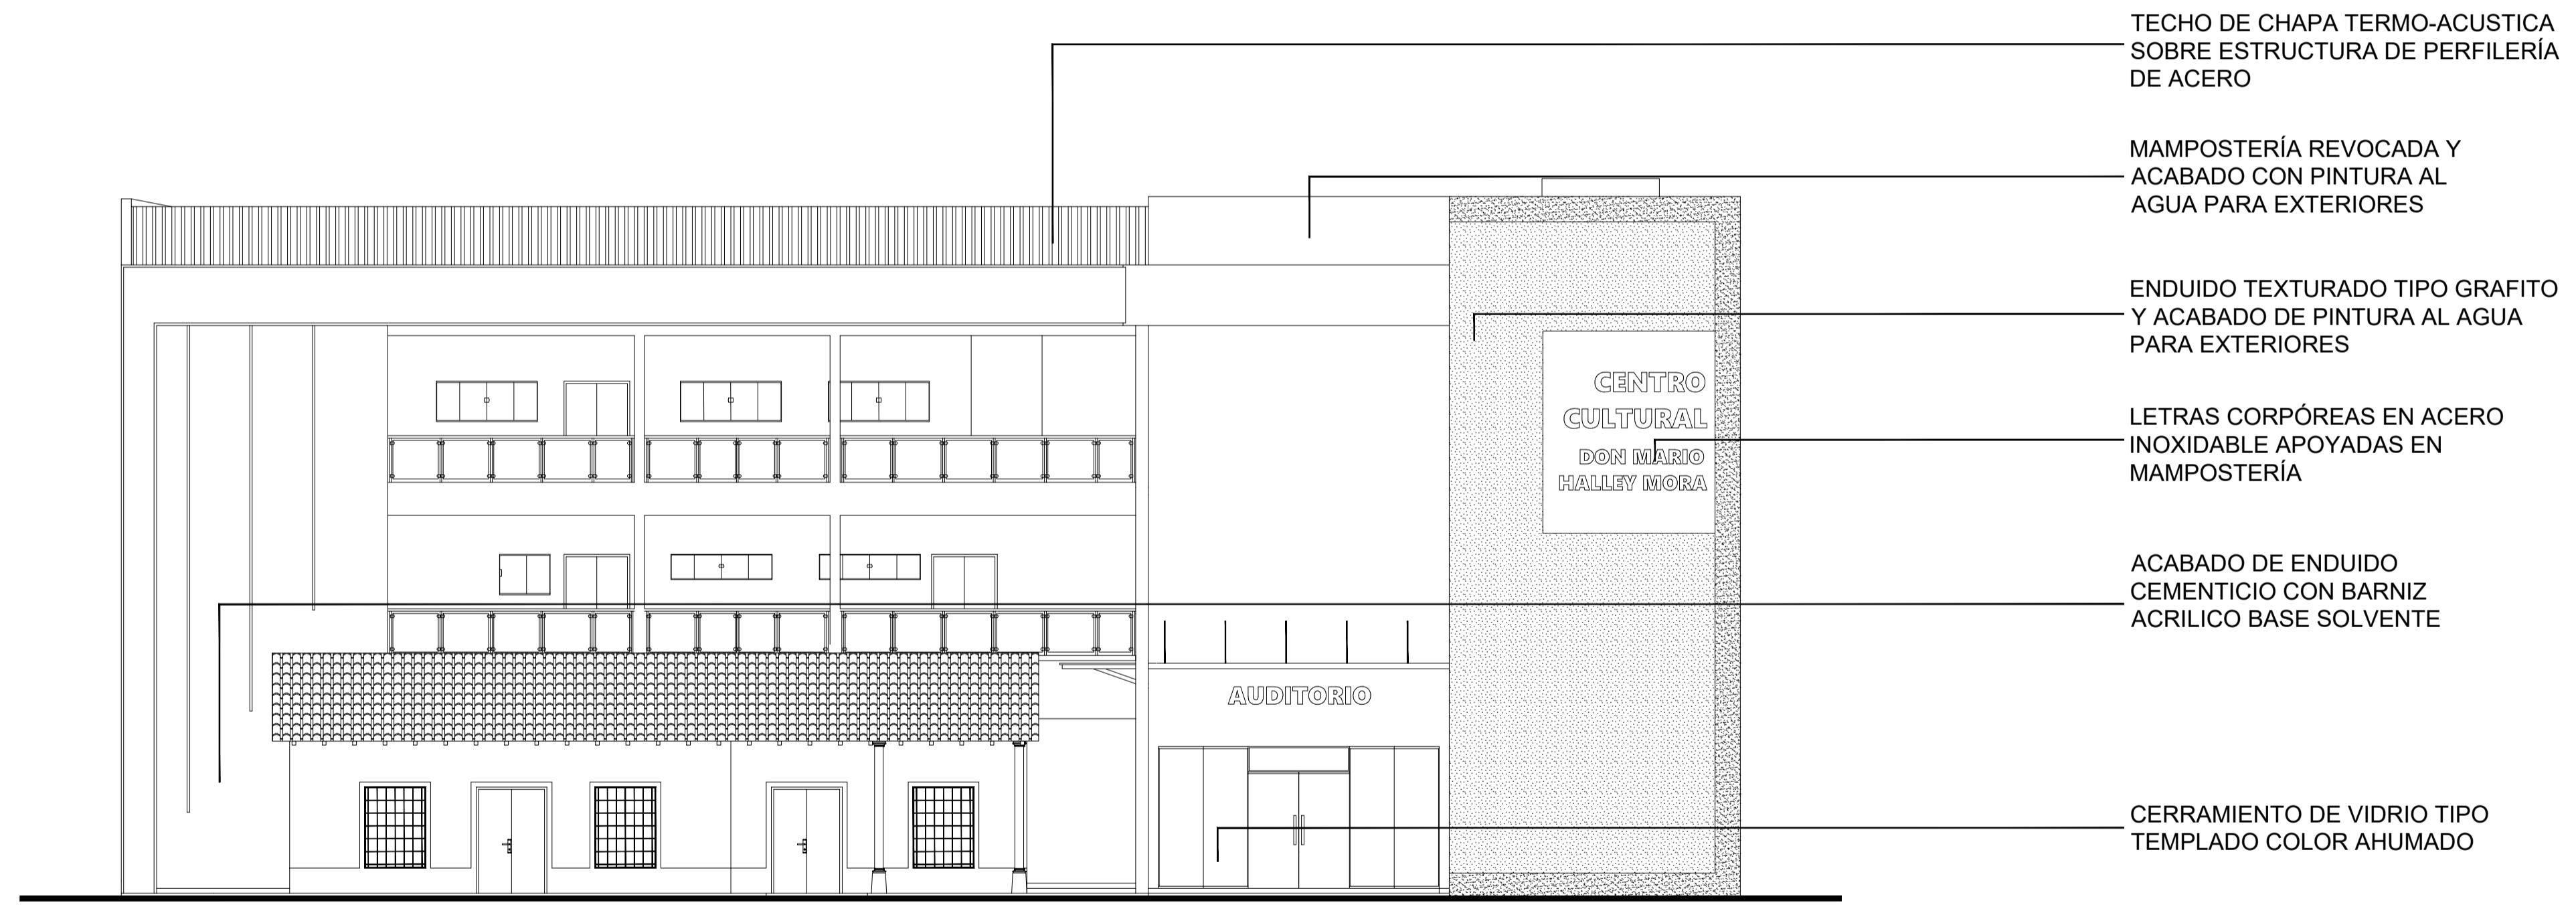 TECHO DE CHAPA TERMO-ACUSTICA
SOBRE ESTRUCTURA DE PERFILERÍA
DE ACERO
MAMPOSTERÍA REVOCADA Y
ACABADO CON PINTURA AL
AGUA PARA EXTERIORES
ENDUIDO TEXTURADO TIPO GRAFITO
Y ACABADO DE PINTURA AL AGUA
PARA EXTERIORES
LETRAS CORPÓREAS EN ACERO
INOXIDABLE APOYADAS EN
MAMPOSTERÍA
ACABADO DE ENDUIDO
CEMENTICIO CON BARNIZ
ACRILICO BASE SOLVENTE
CERRAMIENTO DE VIDRIO TIPO
TEMPLADO COLOR AHUMADO
CENTRO
CULTURAL
DON MARIO
HALLEY MORA
AUDITORIO